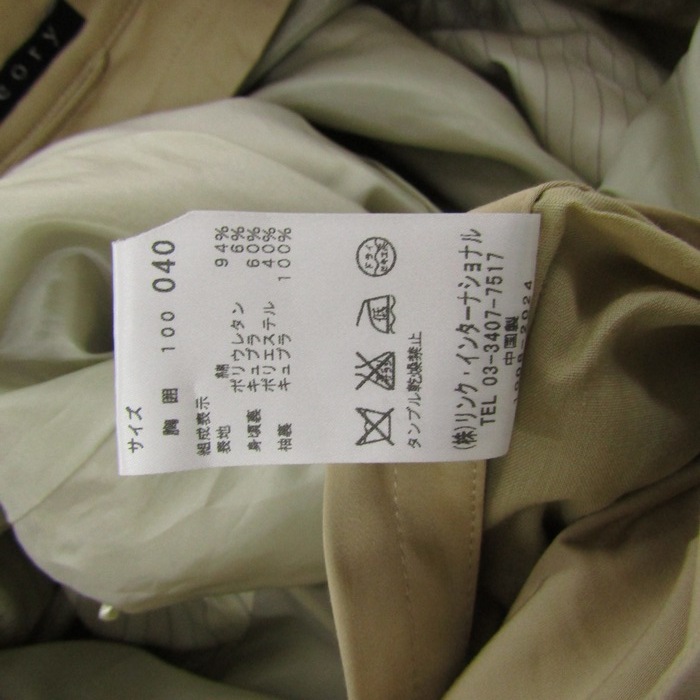 eory
サイズ 040
胸囲 100
組成表示
表地 綿 94%
ポリウレタン 6%
身頃裏 キュプラ 60%
ポリエステル 40%
袖裏 キュプラ 100%
ドライ
低
タンブル乾燥禁止
(株)リンク・インターナショナル
TEL 03-3407-7517
中国製